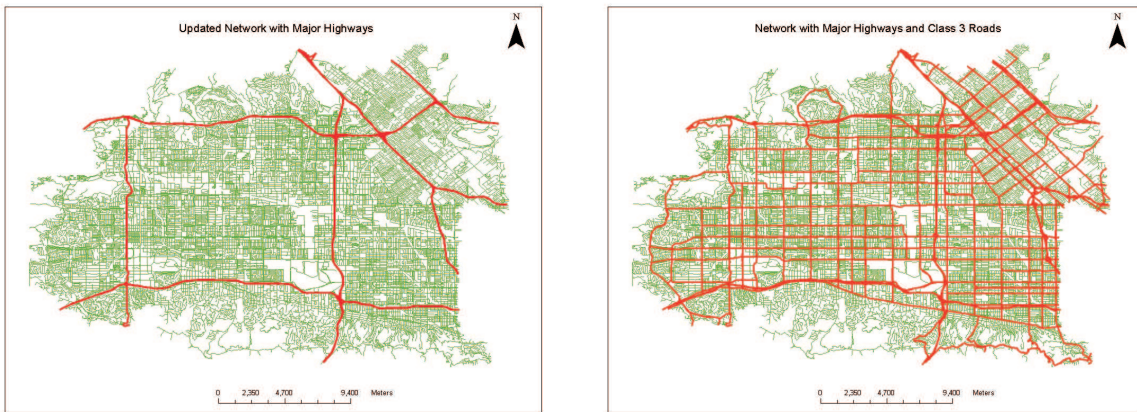 Updated Network with Major Highways
N
0 2,350 4,700 9,400 Meters
Network with Major Highways and Class 3 Roads
N
0 2,350 4,700 9,400 Meters